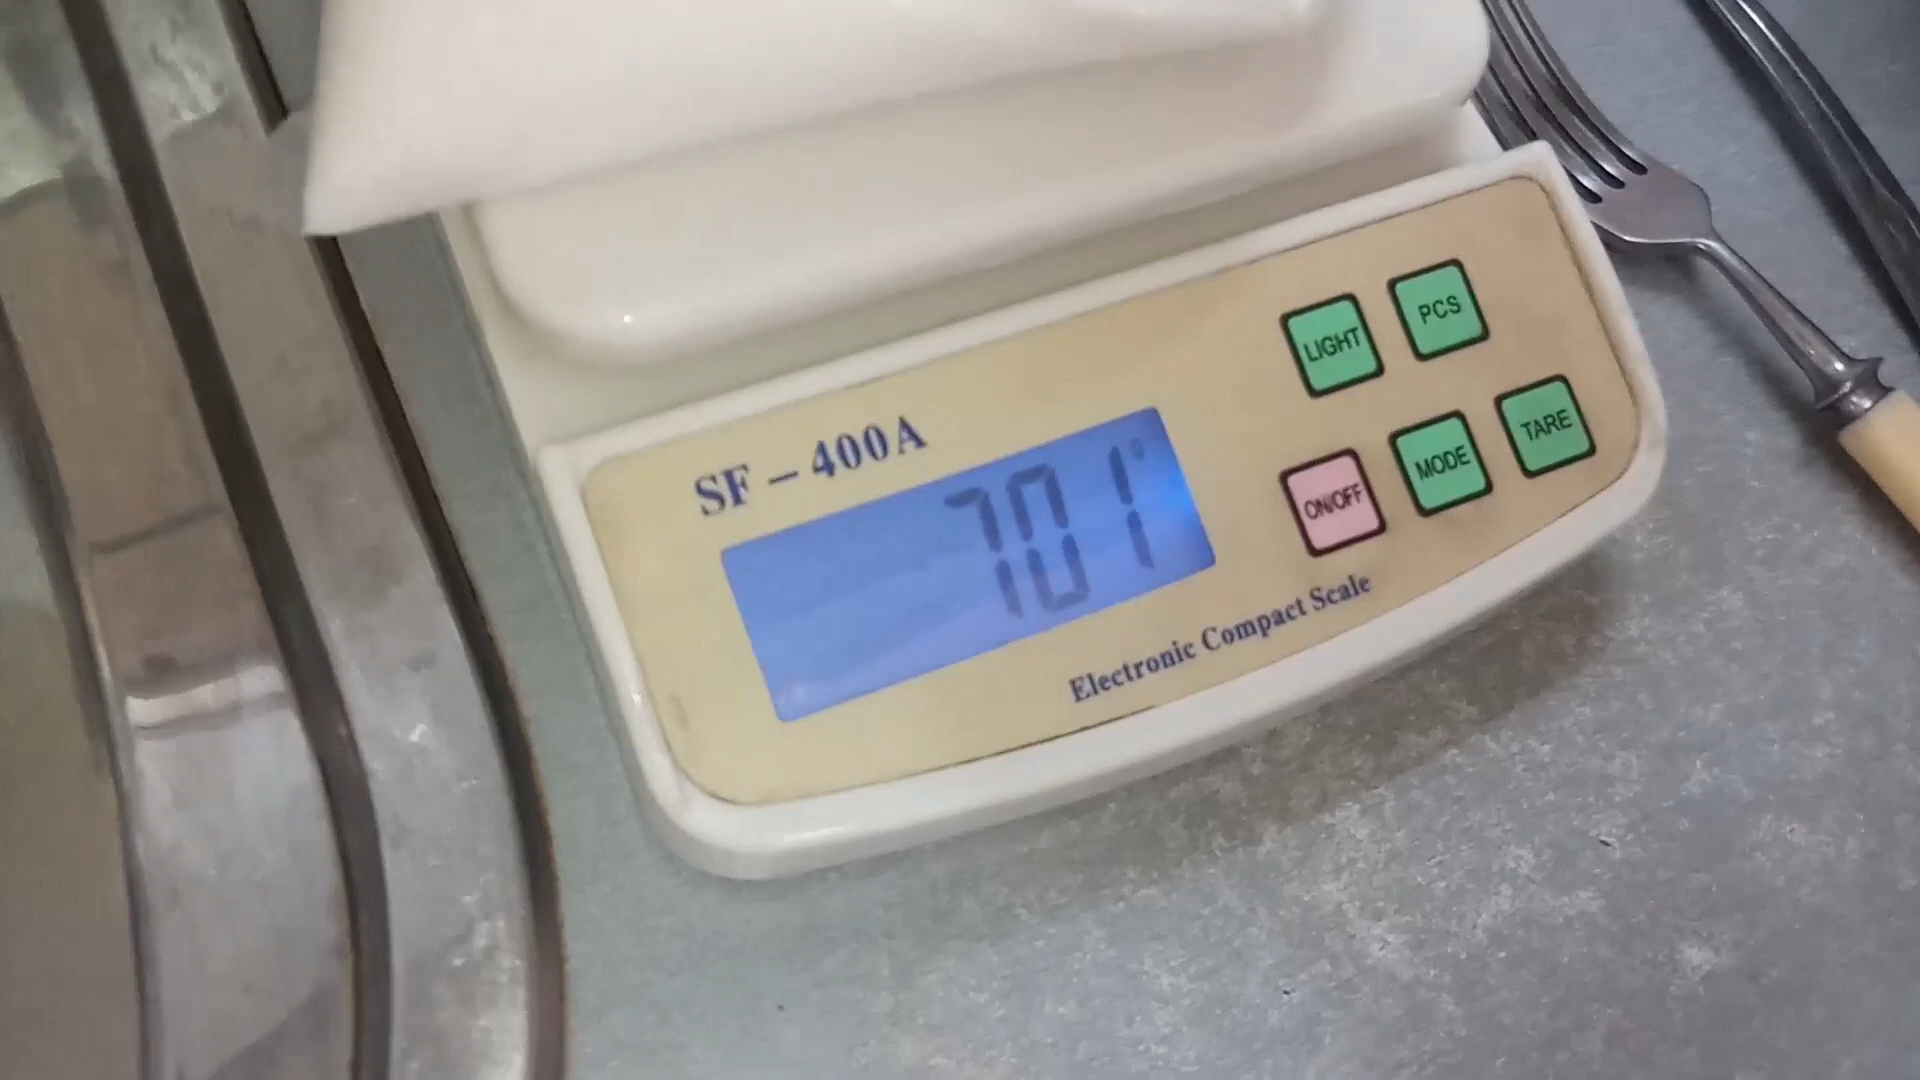 SF – 400A
701
LIGHT
PCS
ON/OFF
MODE
TARE
Electronic Compact Scale